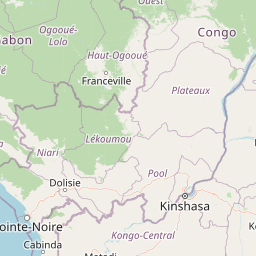 Ouest
Ogooué-
Lolo
abon
Haut-Ogooué
Congo
Franceville
Plateaux
Lékoumou
Niari
Dolisie
Pool
Kinshasa
ointe-Noire
Cabinda
Kongo-Central
Matadi